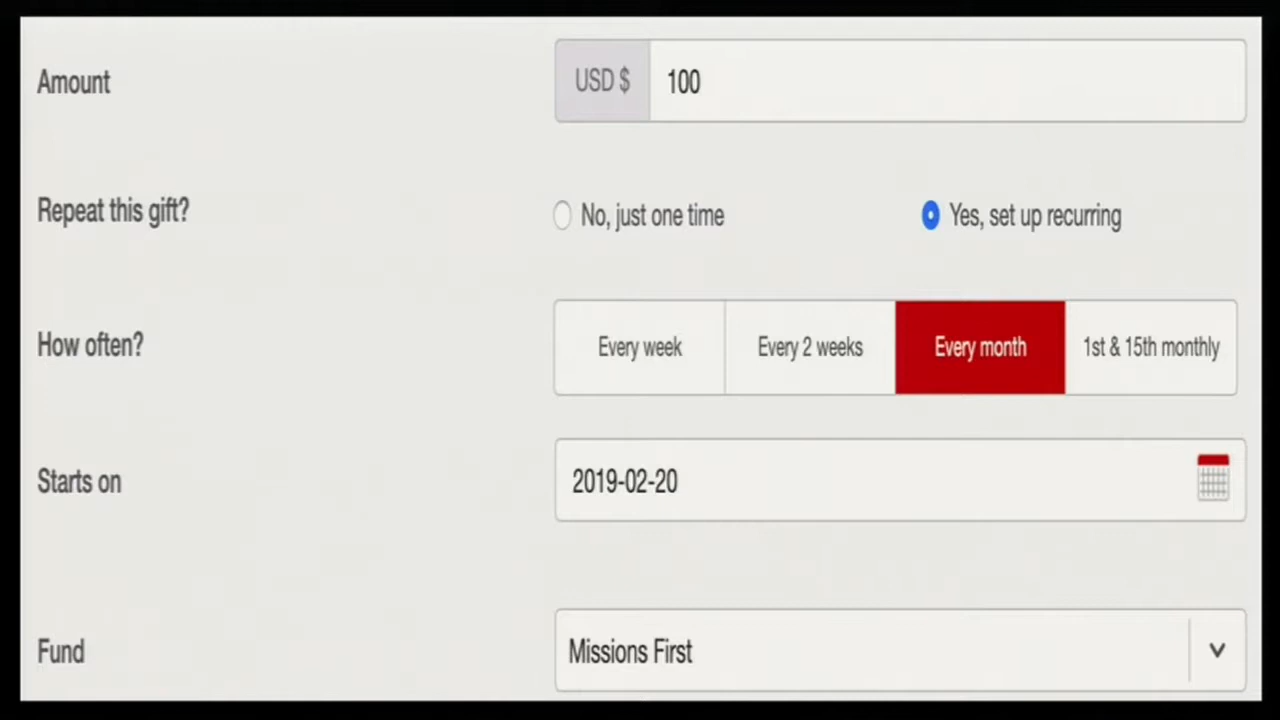 Amount USD $ 100
Repeat this gift? No, just one time Yes, set up recurring
How often? Every week Every 2 weeks Every month 1st & 15th monthly
Starts on 2019-02-20
Fund Missions First